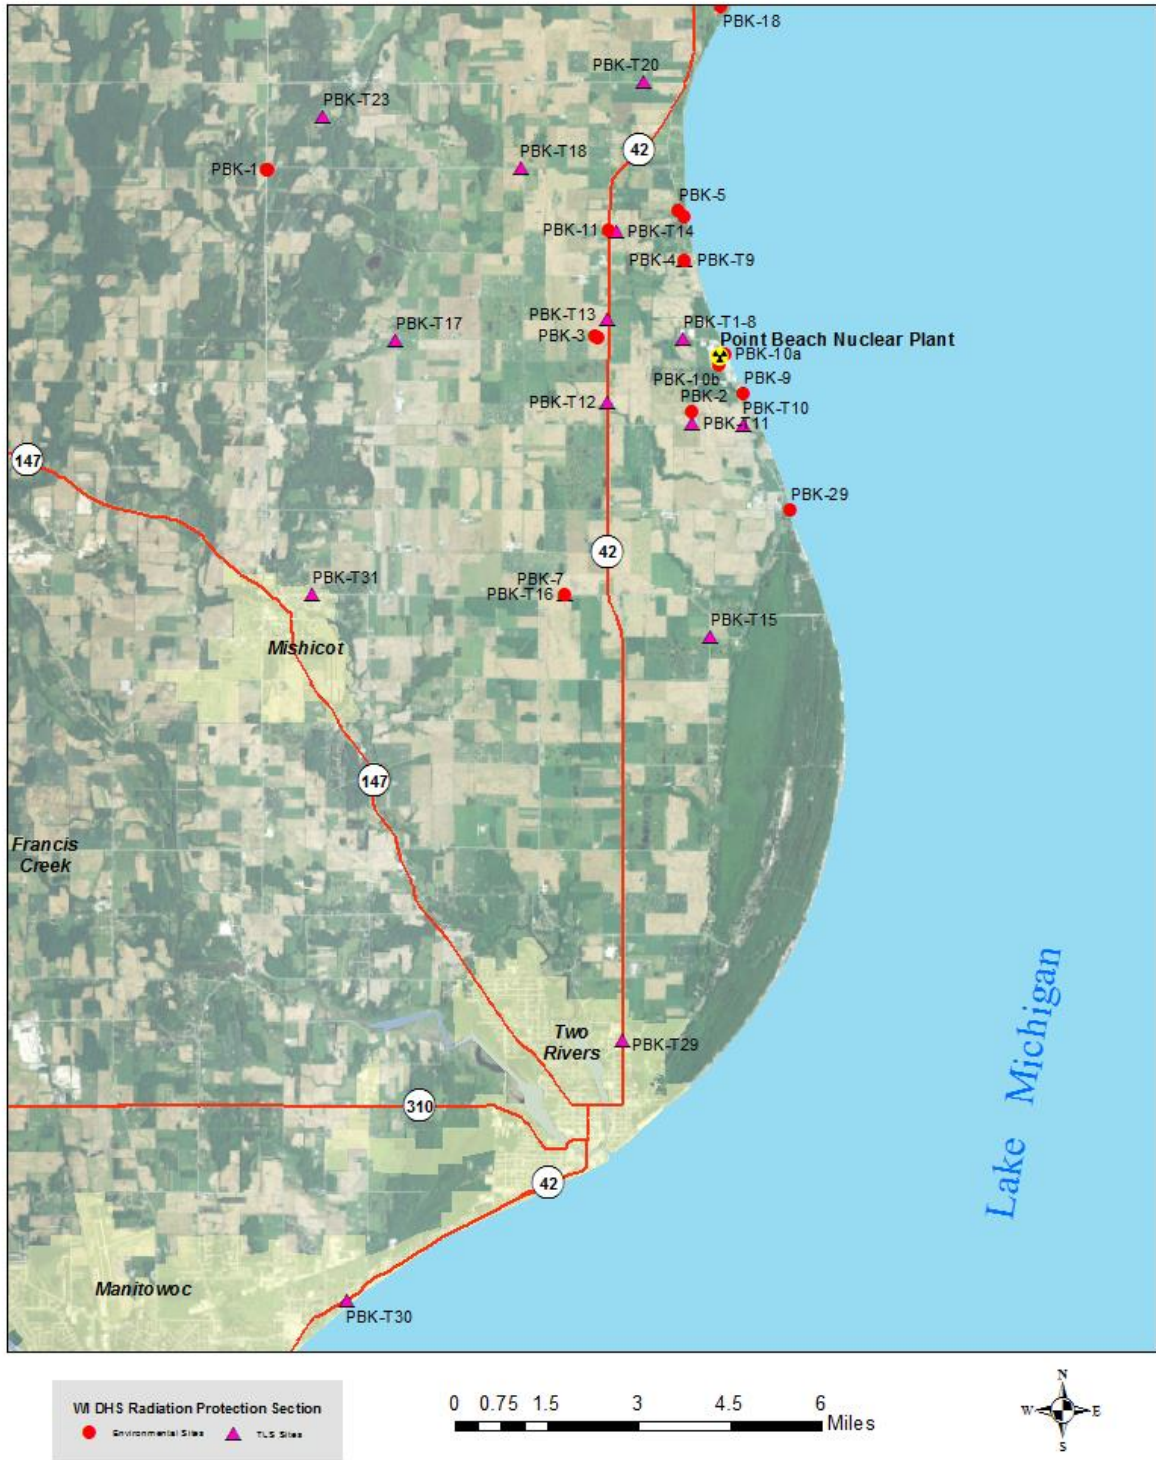 PBK-18
PBK-T20
PBK-T23
42
PBK-T18
PBK-1
PBK-5
PBK-11
PBK-T14
PBK-4
PBK-T9
PBK-T13
PBK-3
PBK-T17
PBK-T1-8
Point Beach Nuclear Plant
PBK-10a
PBK-10b
PBK-9
PBK-2
PBK-T12
PBK-T10
PBK-T11
147
PBK-29
42
PBK-T31
PBK-7
PBK-T16
PBK-T15
Mishicot
147
Francis
Creek
Lake Michigan
Two
Rivers
PBK-T29
310
42
Manitowoc
PBK-T30
WI DHS Radiation Protection Section
Environmental Sites
TLS Sites
0 0.75 1.5 3 4.5 6
Miles
N
W E
S